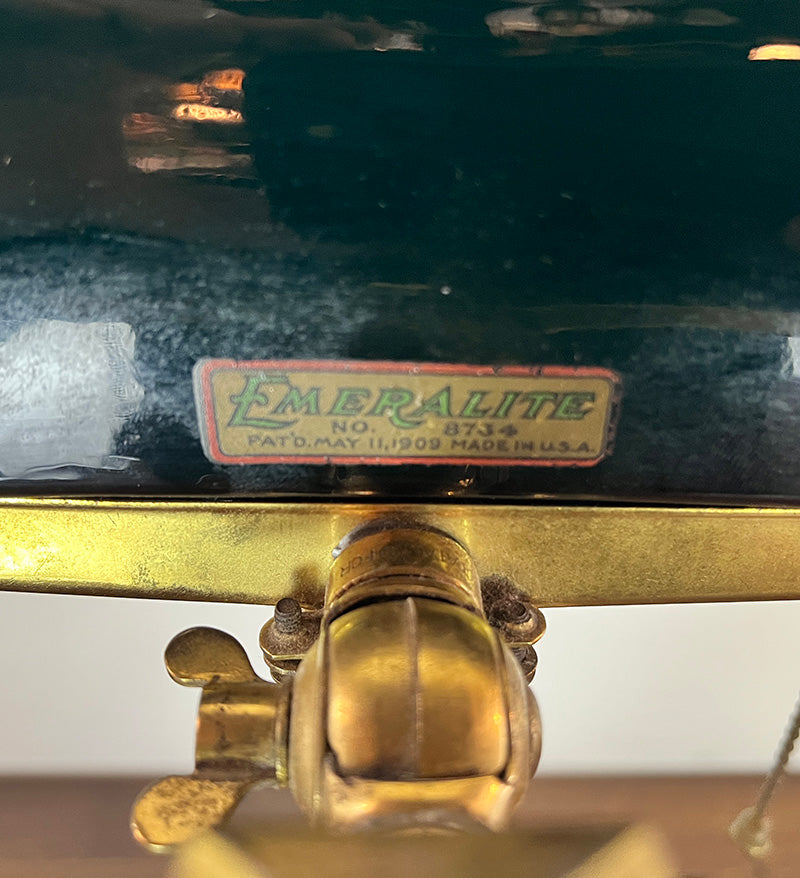 EMERALITE
NO. 8734
PAT'D. MAY 11, 1909 MADE IN U.S.A.